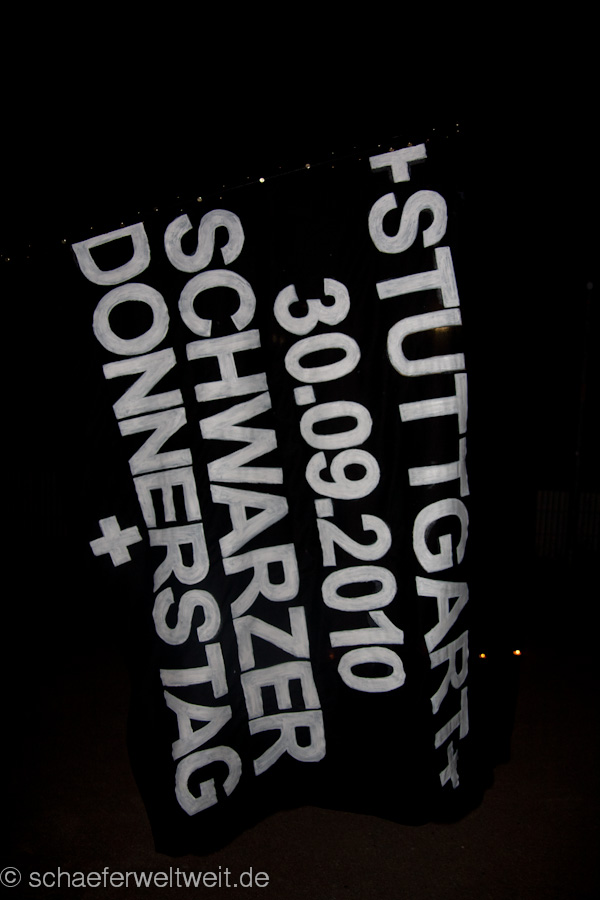 +STUTTGART+
30.09.2010
SCHWARZER
DONNERSTAG
+
© schaeferweltweit.de